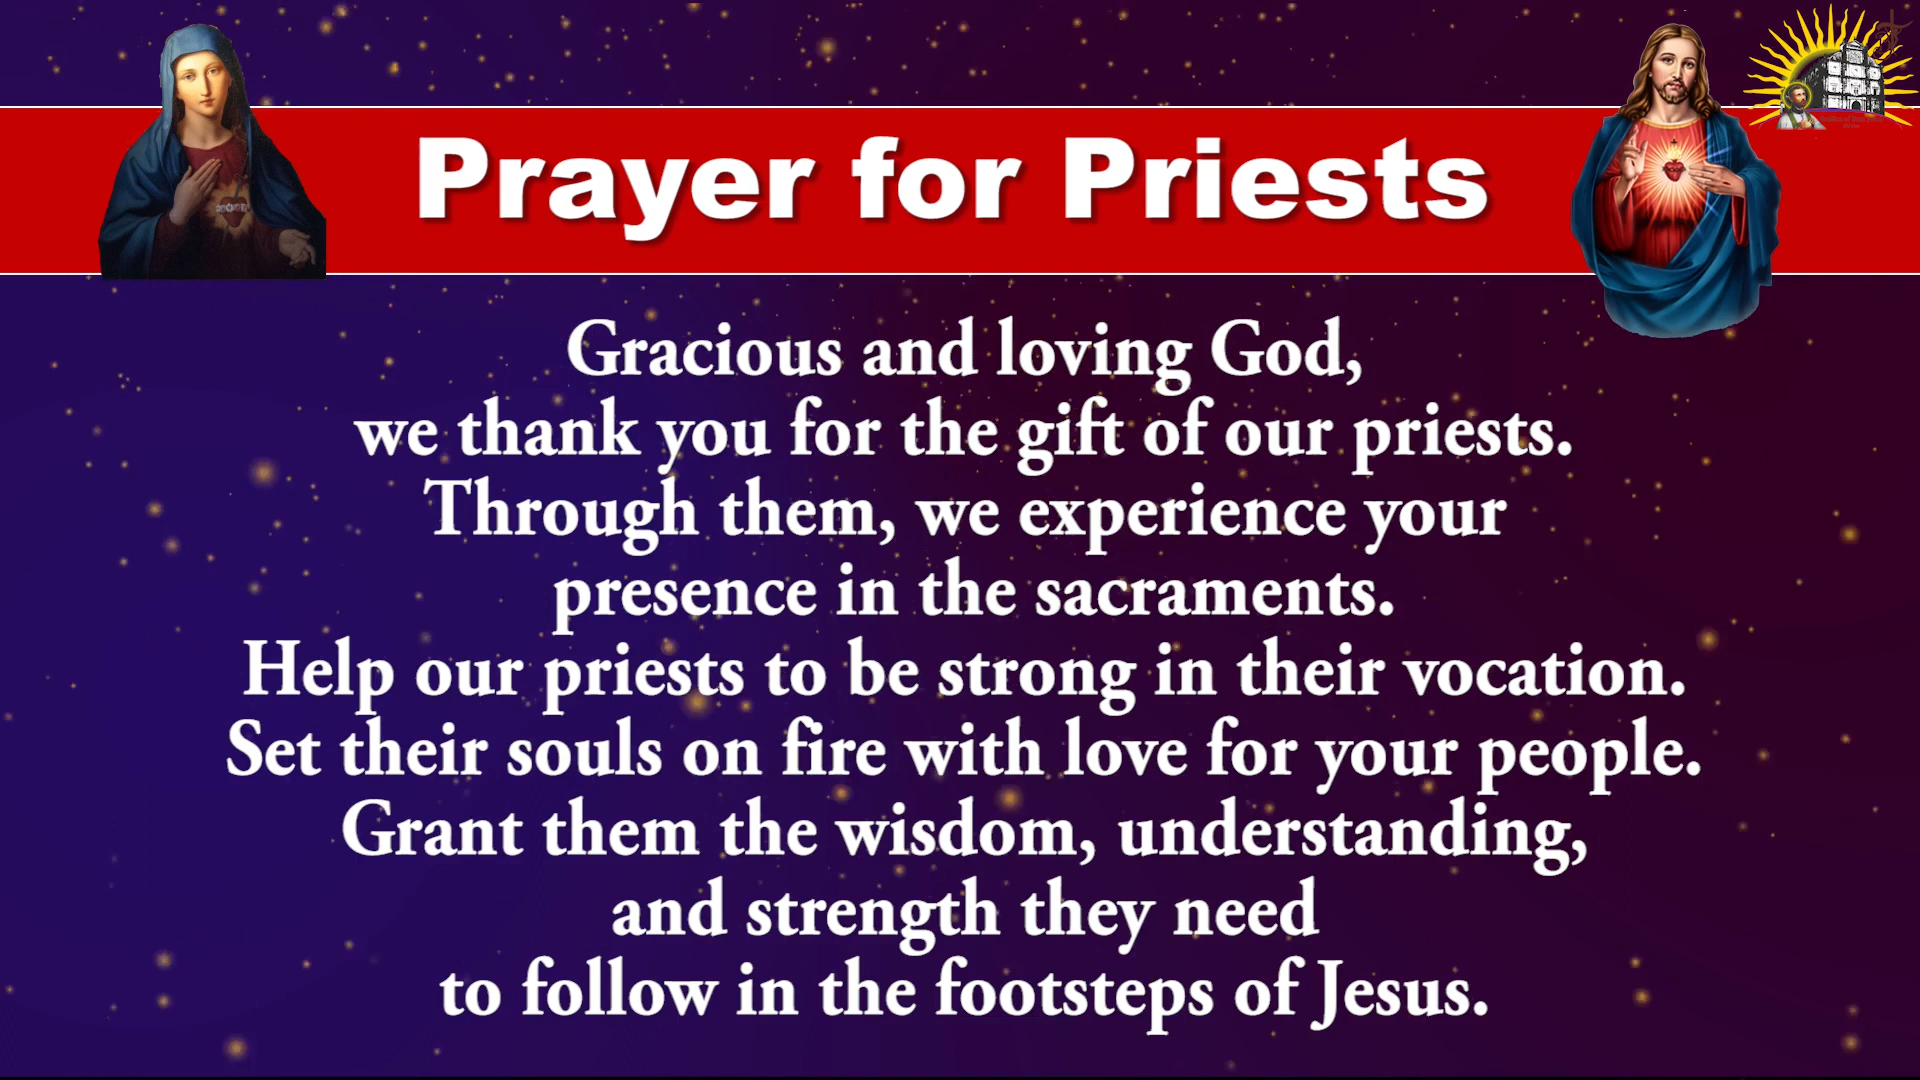 Prayer for Priests
Gracious and loving God,
we thank you for the gift of our priests.
Through them, we experience your
presence in the sacraments.
Help our priests to be strong in their vocation.
Set their souls on fire with love for your people.
Grant them the wisdom, understanding,
and strength they need
to follow in the footsteps of Jesus.